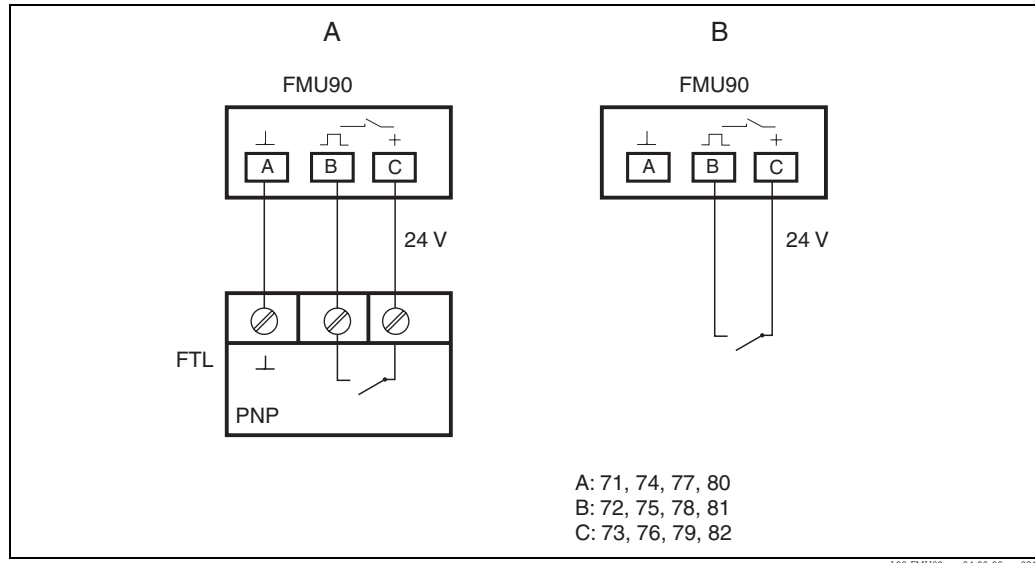 A B
FMU90 FMU90
⊥ +
A B C
⊥ +
A B C
24 V 24 V
FTL
⊥
PNP
A: 71, 74, 77, 80
B: 72, 75, 78, 81
C: 73, 76, 79, 82